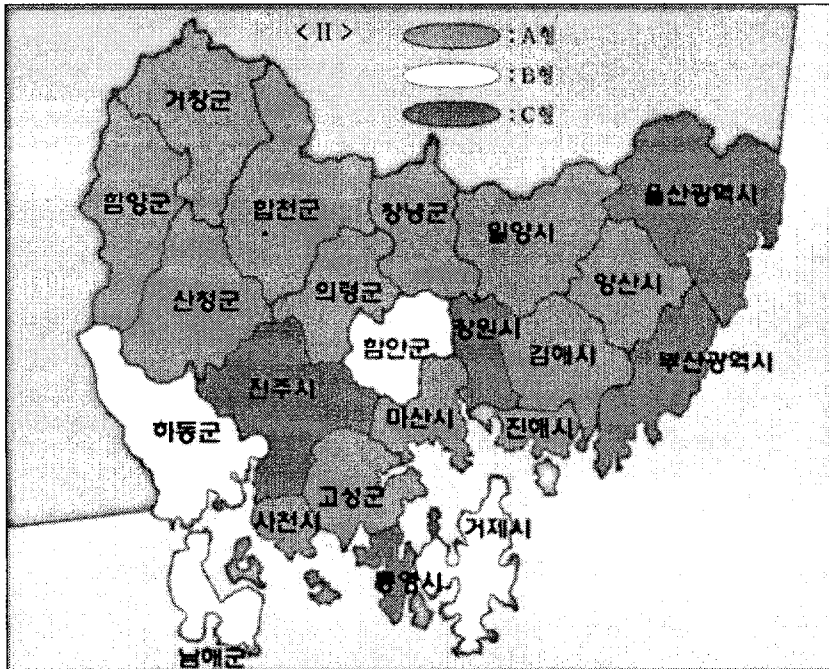 < II >
: A형
: B형
: C형
거창군
함양군
합천군
창녕군
밀양시
울산광역시
산청군
의령군
양산시
함안군
창원시
김해시
부산광역시
진주시
하동군
마산시
진해시
고성군
사천시
거제시
통영시
남해군